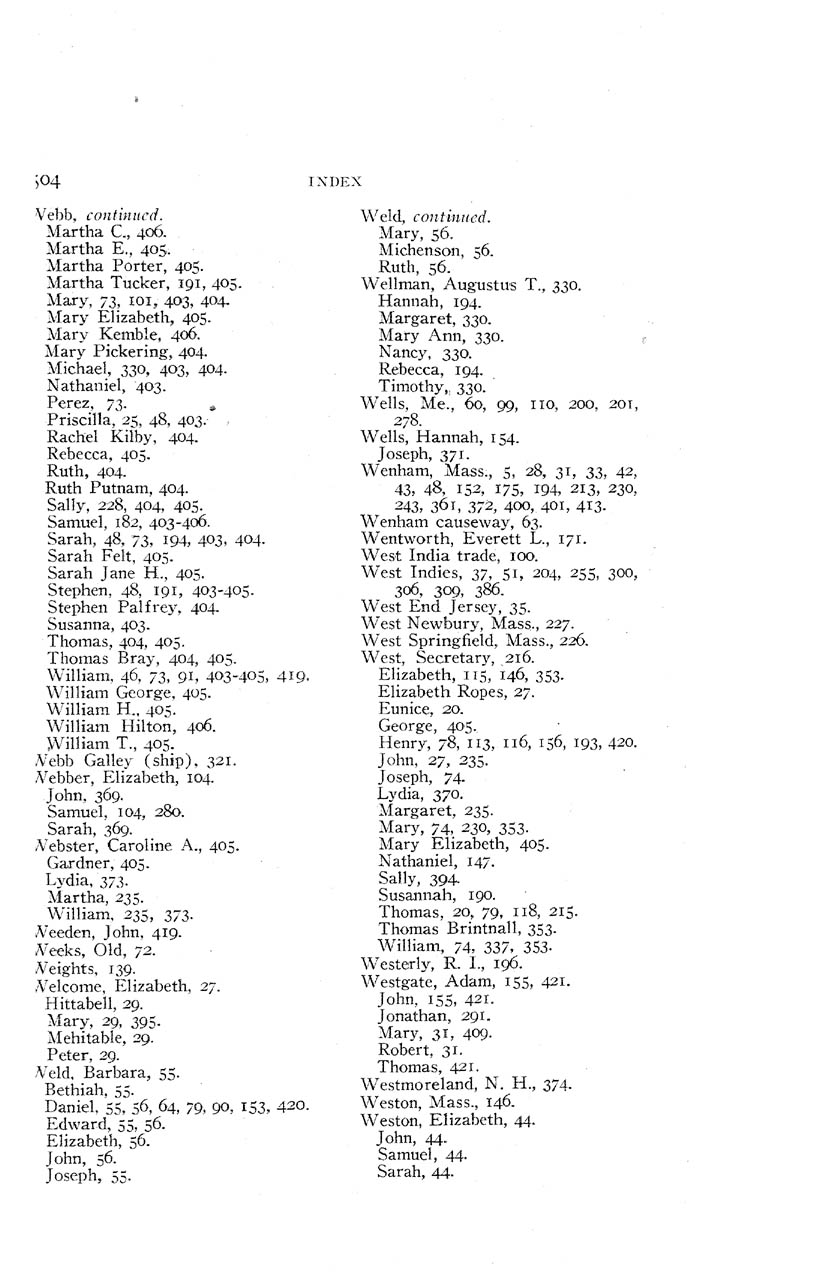 504
INDEX
Webb, continued.
Martha C., 406.
Martha E., 405.
Martha Porter, 405.
Martha Tucker, 191, 405.
Mary, 73, 101, 403, 404.
Mary Elizabeth, 405.
Mary Kemble, 406.
Mary Pickering, 404.
Michael, 330, 403, 404.
Nathaniel, 403.
Perez, 73.
Priscilla, 25, 48, 403.
Rachel Kilby, 404.
Rebecca, 405.
Ruth, 404.
Ruth Putnam, 404.
Sally, 228, 404, 405.
Samuel, 182, 403-406.
Sarah, 48, 73, 194, 403, 404.
Sarah Felt, 405.
Sarah Jane H., 405.
Stephen, 48, 191, 403-405.
Stephen Palfrey, 404.
Susanna, 403.
Thomas, 404, 405.
Thomas Bray, 404, 405.
William, 46, 73, 91, 403-405, 419.
William George, 405.
William H., 405.
William Hilton, 406.
William T., 405.
Webb Galley (ship), 321.
Webber, Elizabeth, 104.
John, 369.
Samuel, 104, 280.
Sarah, 369.
Webster, Caroline A., 405.
Gardner, 405.
Lydia, 373.
Martha, 235.
William, 235, 373.
Weeden, John, 419.
Weeks, Old, 72.
Weights, 139.
Welcome, Elizabeth, 27.
Hittabell, 29.
Mary, 29, 395.
Mehitable, 29.
Peter, 29.
Weld, Barbara, 55.
Bethiah, 55.
Daniel, 55, 56, 64, 79, 90, 153, 420.
Edward, 55, 56.
Elizabeth, 56.
John, 56.
Joseph, 55.
Weld, continued.
Mary, 56.
Michenson, 56.
Ruth, 56.
Wellman, Augustus T., 330.
Hannah, 194.
Margaret, 330.
Mary Ann, 330.
Nancy, 330.
Rebecca, 194.
Timothy, 330.
Wells, Me., 60, 99, 110, 200, 201,
278.
Wells, Hannah, 154.
Joseph, 371.
Wenham, Mass., 5, 28, 31, 33, 42,
43, 48, 152, 175, 194, 213, 230,
243, 361, 372, 400, 401, 413.
Wenham causeway, 63.
Wentworth, Everett L., 171.
West India trade, 100.
West Indies, 37, 51, 204, 255, 300,
306, 309, 386.
West End Jersey, 35.
West Newbury, Mass., 227.
West Springfield, Mass., 226.
West, Secretary, 216.
Elizabeth, 115, 146, 353.
Elizabeth Ropes, 27.
Eunice, 20.
George, 405.
Henry, 78, 113, 116, 156, 193, 420.
John, 27, 235.
Joseph, 74.
Lydia, 370.
Margaret, 235.
Mary, 74, 230, 353.
Mary Elizabeth, 405.
Nathaniel, 147.
Sally, 394.
Susannah, 190.
Thomas, 20, 79, 118, 215.
Thomas Brintnall, 353.
William, 74, 337, 353.
Westerly, R. I., 196.
Westgate, Adam, 155, 421.
John, 155, 421.
Jonathan, 291.
Mary, 31, 409.
Robert, 31.
Thomas, 421.
Westmoreland, N. H., 374.
Weston, Mass., 146.
Weston, Elizabeth, 44.
John, 44.
Samuel, 44.
Sarah, 44.